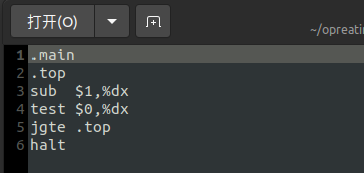 打开(O)
~/opreatin
1 .main
2 .top
3 sub  $1,%dx
4 test $0,%dx
5 jgte .top
6 halt